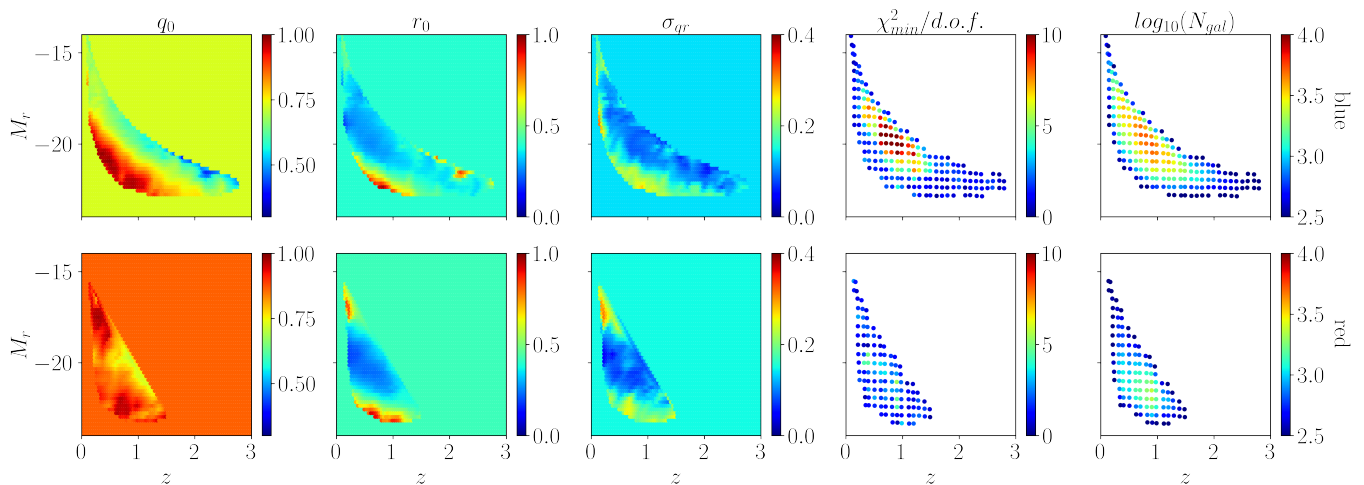 q₀ r₀ σ_qr χ²_min/d.o.f. log₁₀(N_gal)
−15 1.00 1.0 0.4 10 4.0
M_r 0.75 3.5 blue
−20 0.5 0.2 5 3.0
0.50
0.0 0.0 0 2.5
−15 1.00 1.0 0.4 10 4.0
M_r 0.75 3.5 red
−20 0.5 0.2 5 3.0
0.50
0.0 0.0 0 2.5
0 1 2 3 0 1 2 3 0 1 2 3 0 1 2 3 0 1 2 3
z z z z z